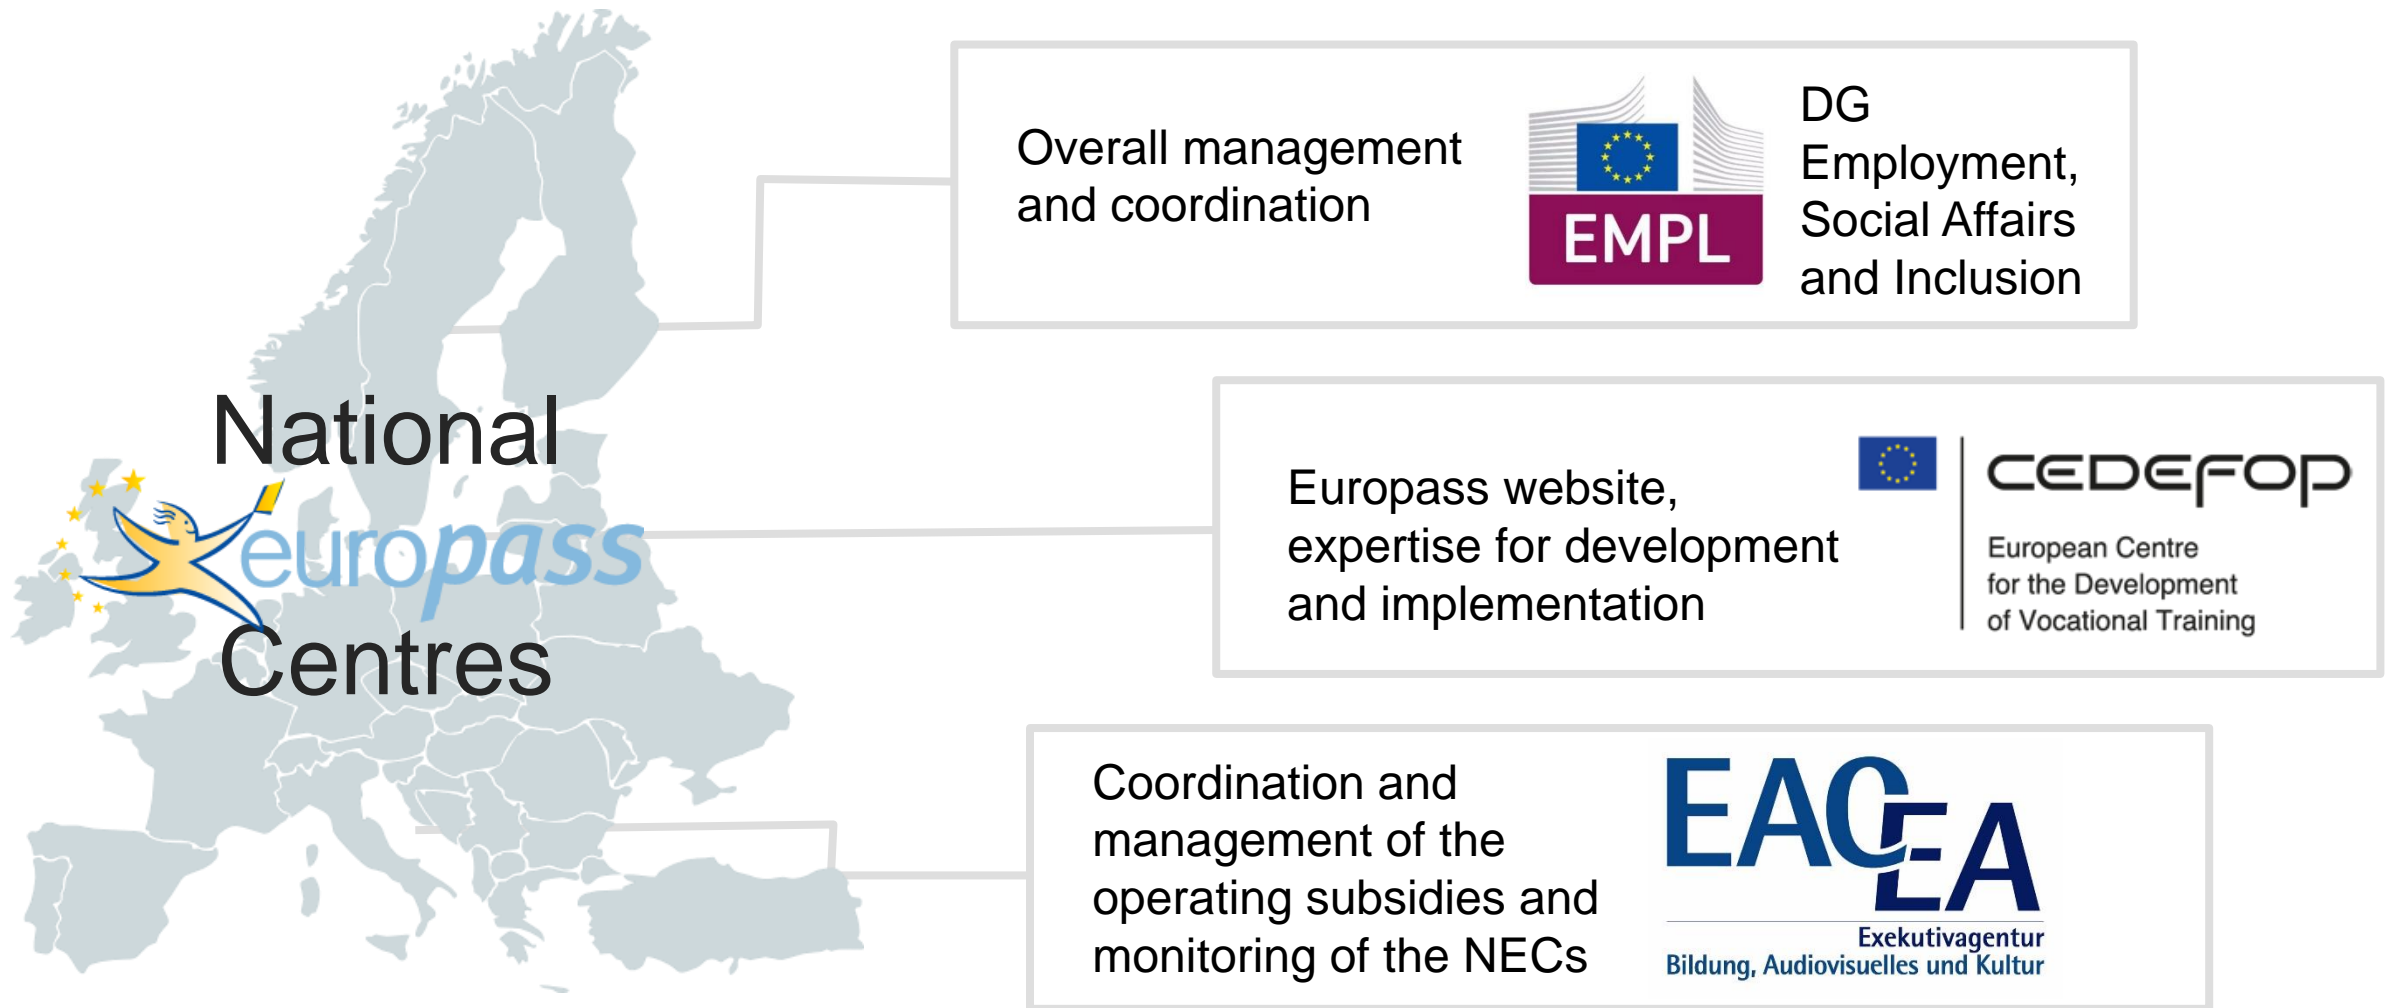 National
europass
Centres
Overall management
and coordination
EMPL
DG
Employment,
Social Affairs
and Inclusion
Europass website,
expertise for development
and implementation
CEDEFOP
European Centre
for the Development
of Vocational Training
Coordination and
management of the
operating subsidies and
monitoring of the NECs
EACEA
Exekutivagentur
Bildung, Audiovisuelles und Kultur